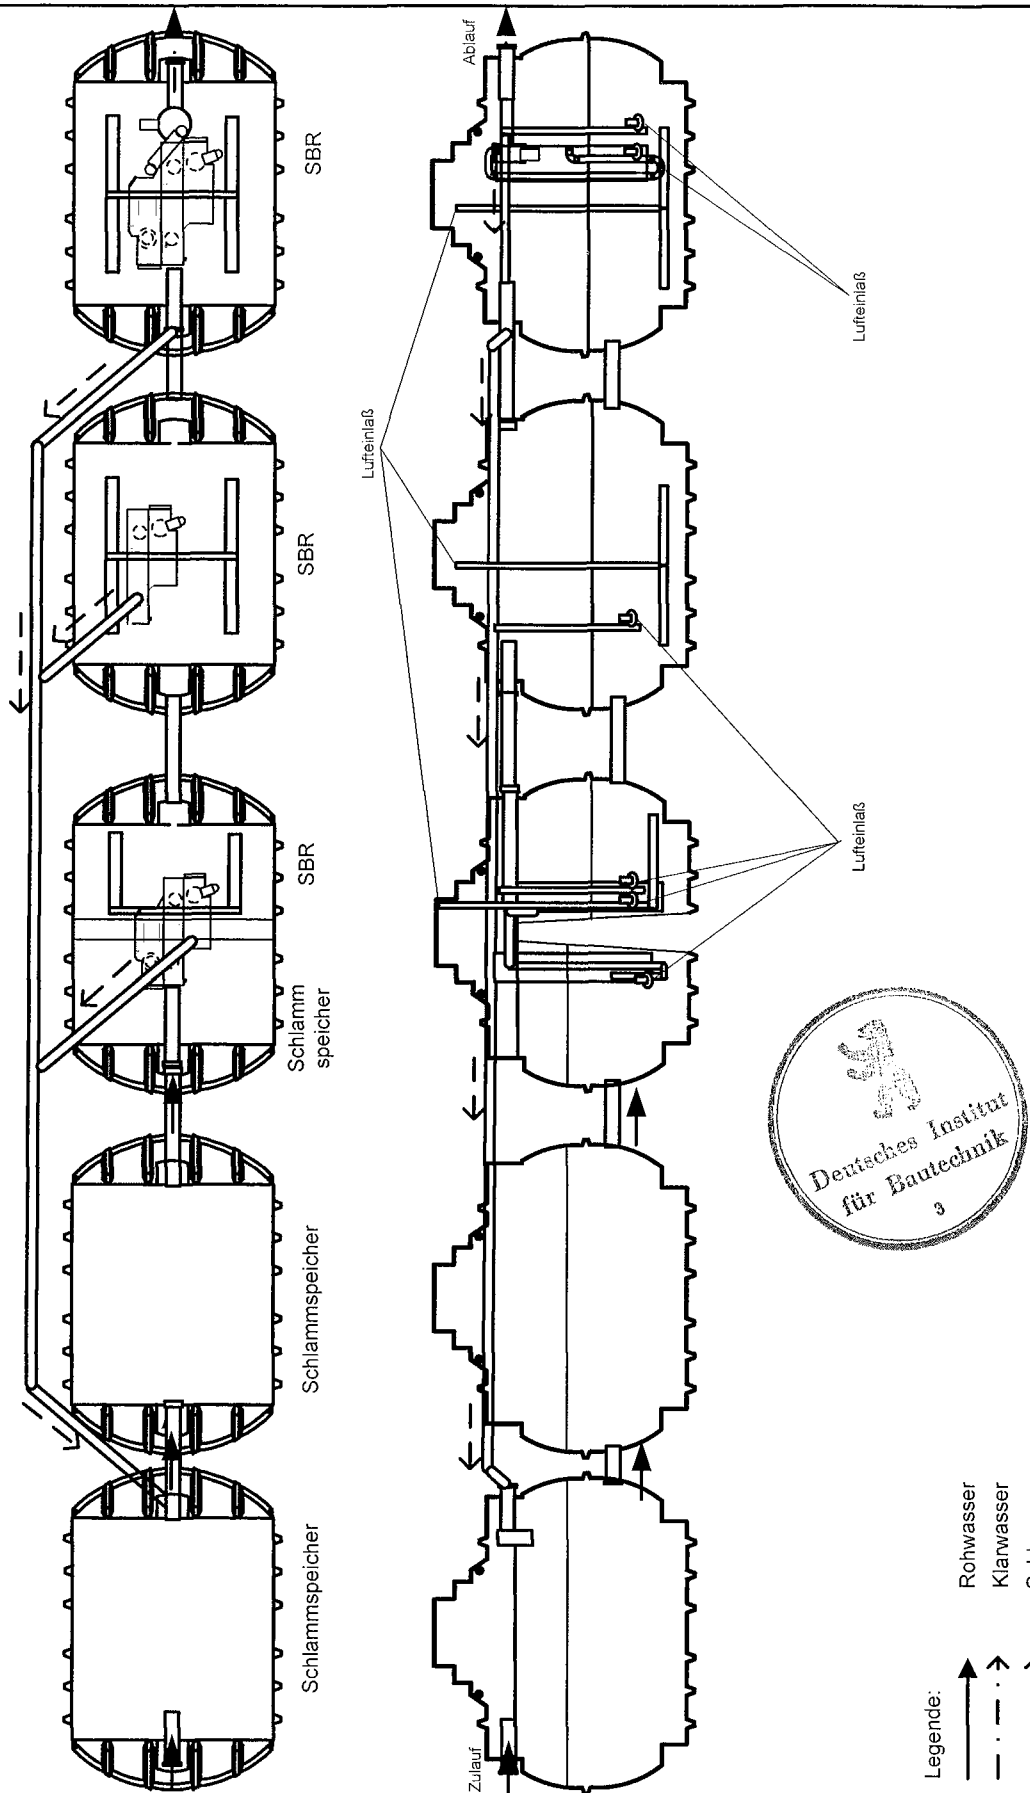 SBR
SBR
SBR
Schlamm
speicher
Schlammspeicher
Schlammspeicher
Ablauf
Lufteinlaß
Lufteinlaß
Lufteinlaß
Zulauf
Deutsches Institut
für Bautechnik
3
Legende:
Rohwasser
Klarwasser